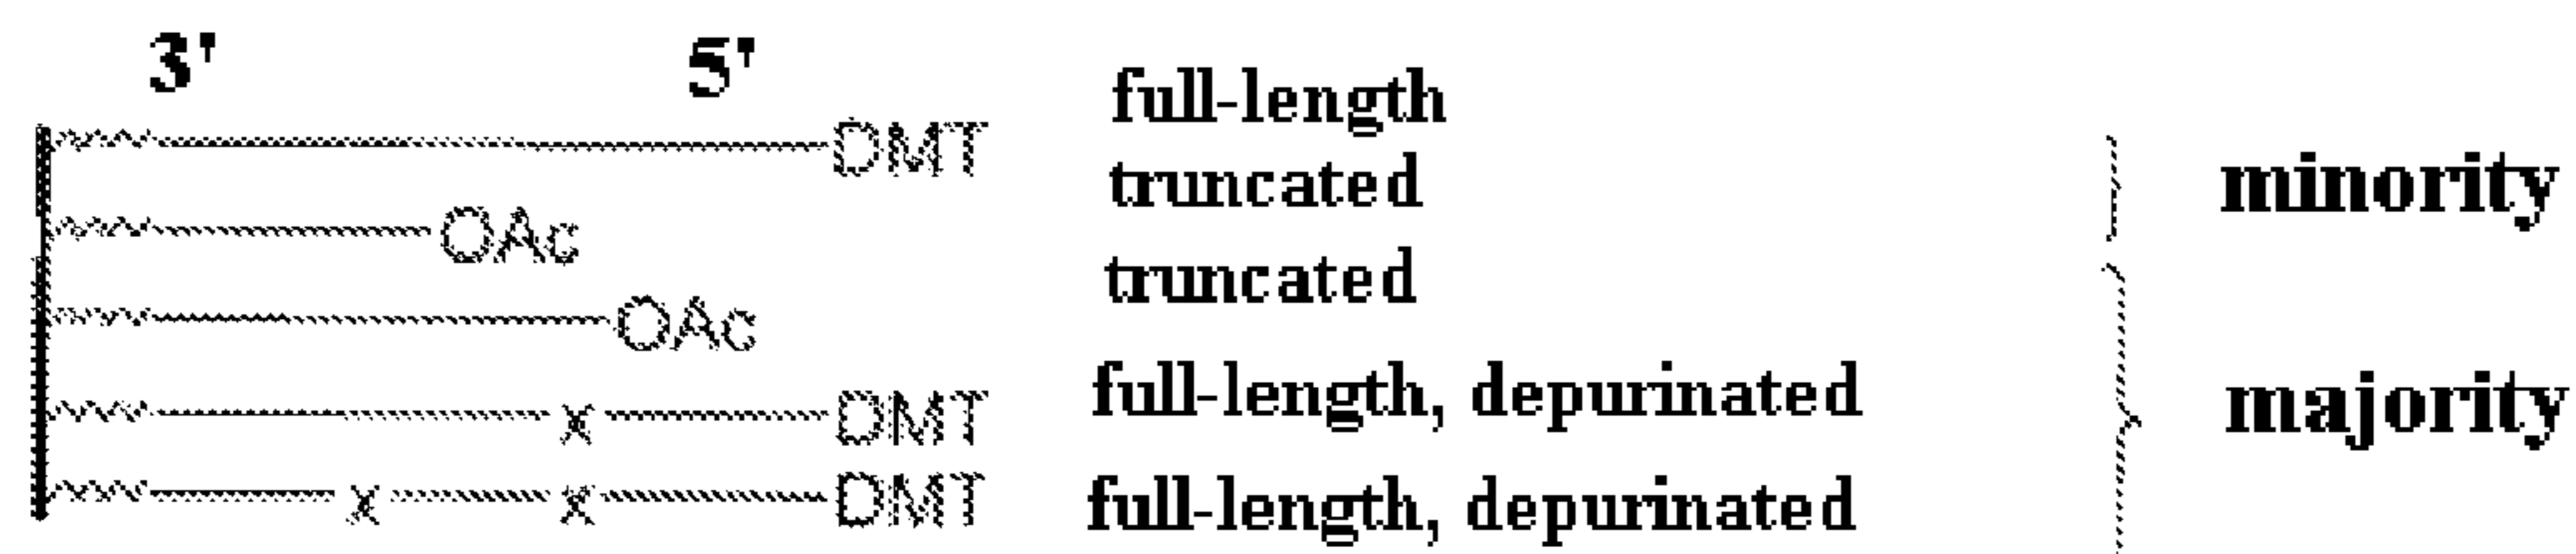 3' 5'
DMT full-length
OAc truncated minority
OAc truncated
x DMT full-length, depurinated majority
x x DMT full-length, depurinated